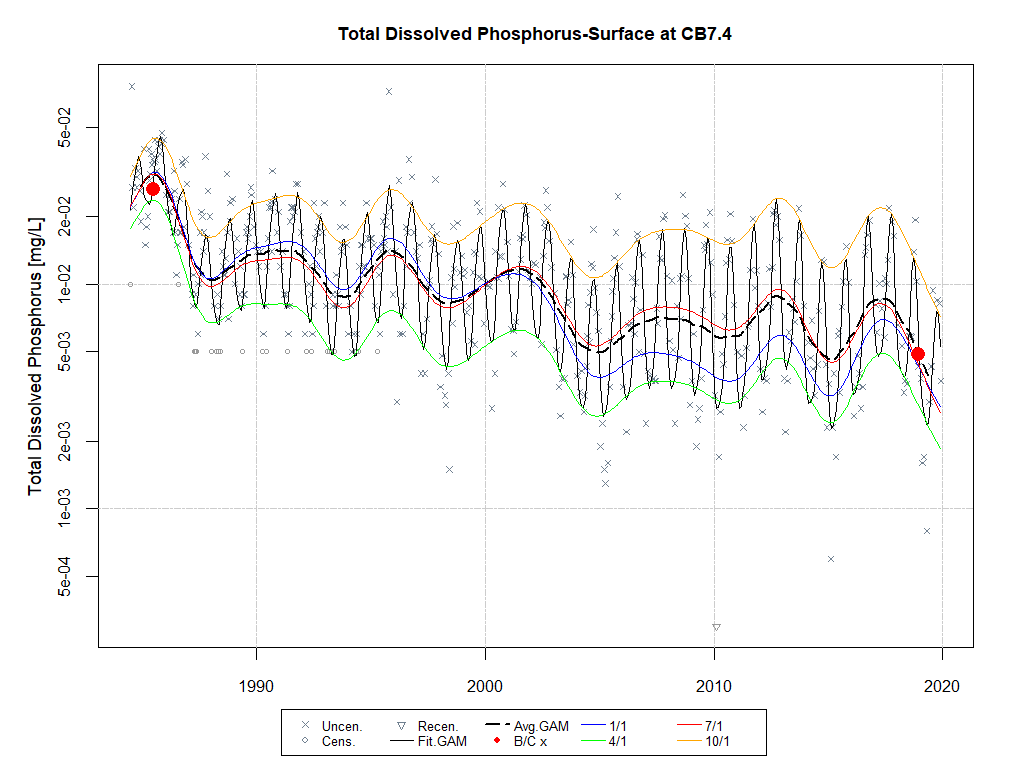 Total Dissolved Phosphorus-Surface at CB7.4
Total Dissolved Phosphorus [mg/L]
5e-02
2e-02
1e-02
5e-03
2e-03
1e-03
5e-04
1990 2000 2010 2020
Uncen. Recen. Avg.GAM 1/1 7/1
Cens. Fit.GAM B/C x 4/1 10/1